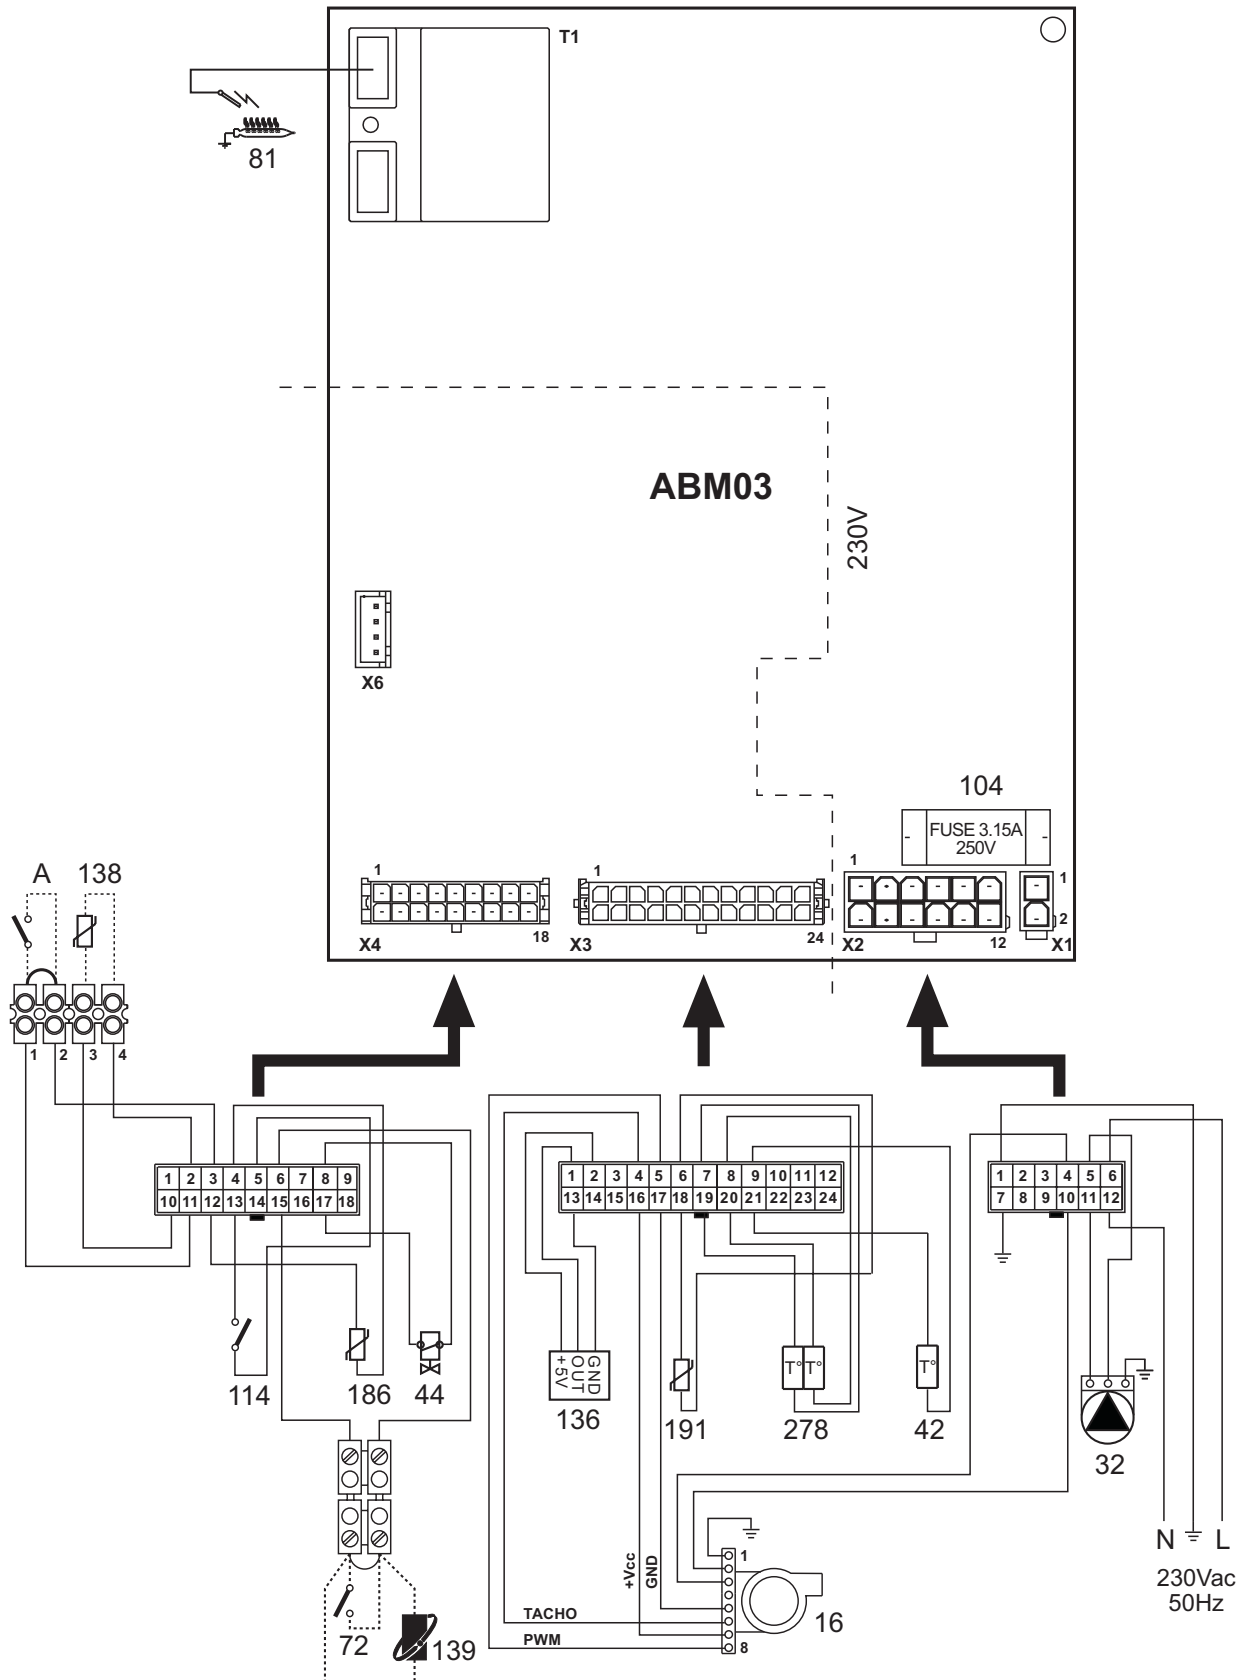 T1
81
ABM03
230V
X6
104
FUSE 3.15A
250V
1
1
1
1
2
X4
18
X3
24
X2
12
X1
A
138
1
2
3
4
1 2 3 4 5 6 7 8 9
10 11 12 13 14 15 16 17 18
1 2 3 4 5 6 7 8 9 10 11 12
13 14 15 16 17 18 19 20 21 22 23 24
1 2 3 4 5 6
7 8 9 10 11 12
114
186
44
+5V
OUT
GND
136
191
T° T°
278
T°
42
32
N
L
230Vac
50Hz
+Vcc
GND
TACHO
PWM
1
8
16
72
139